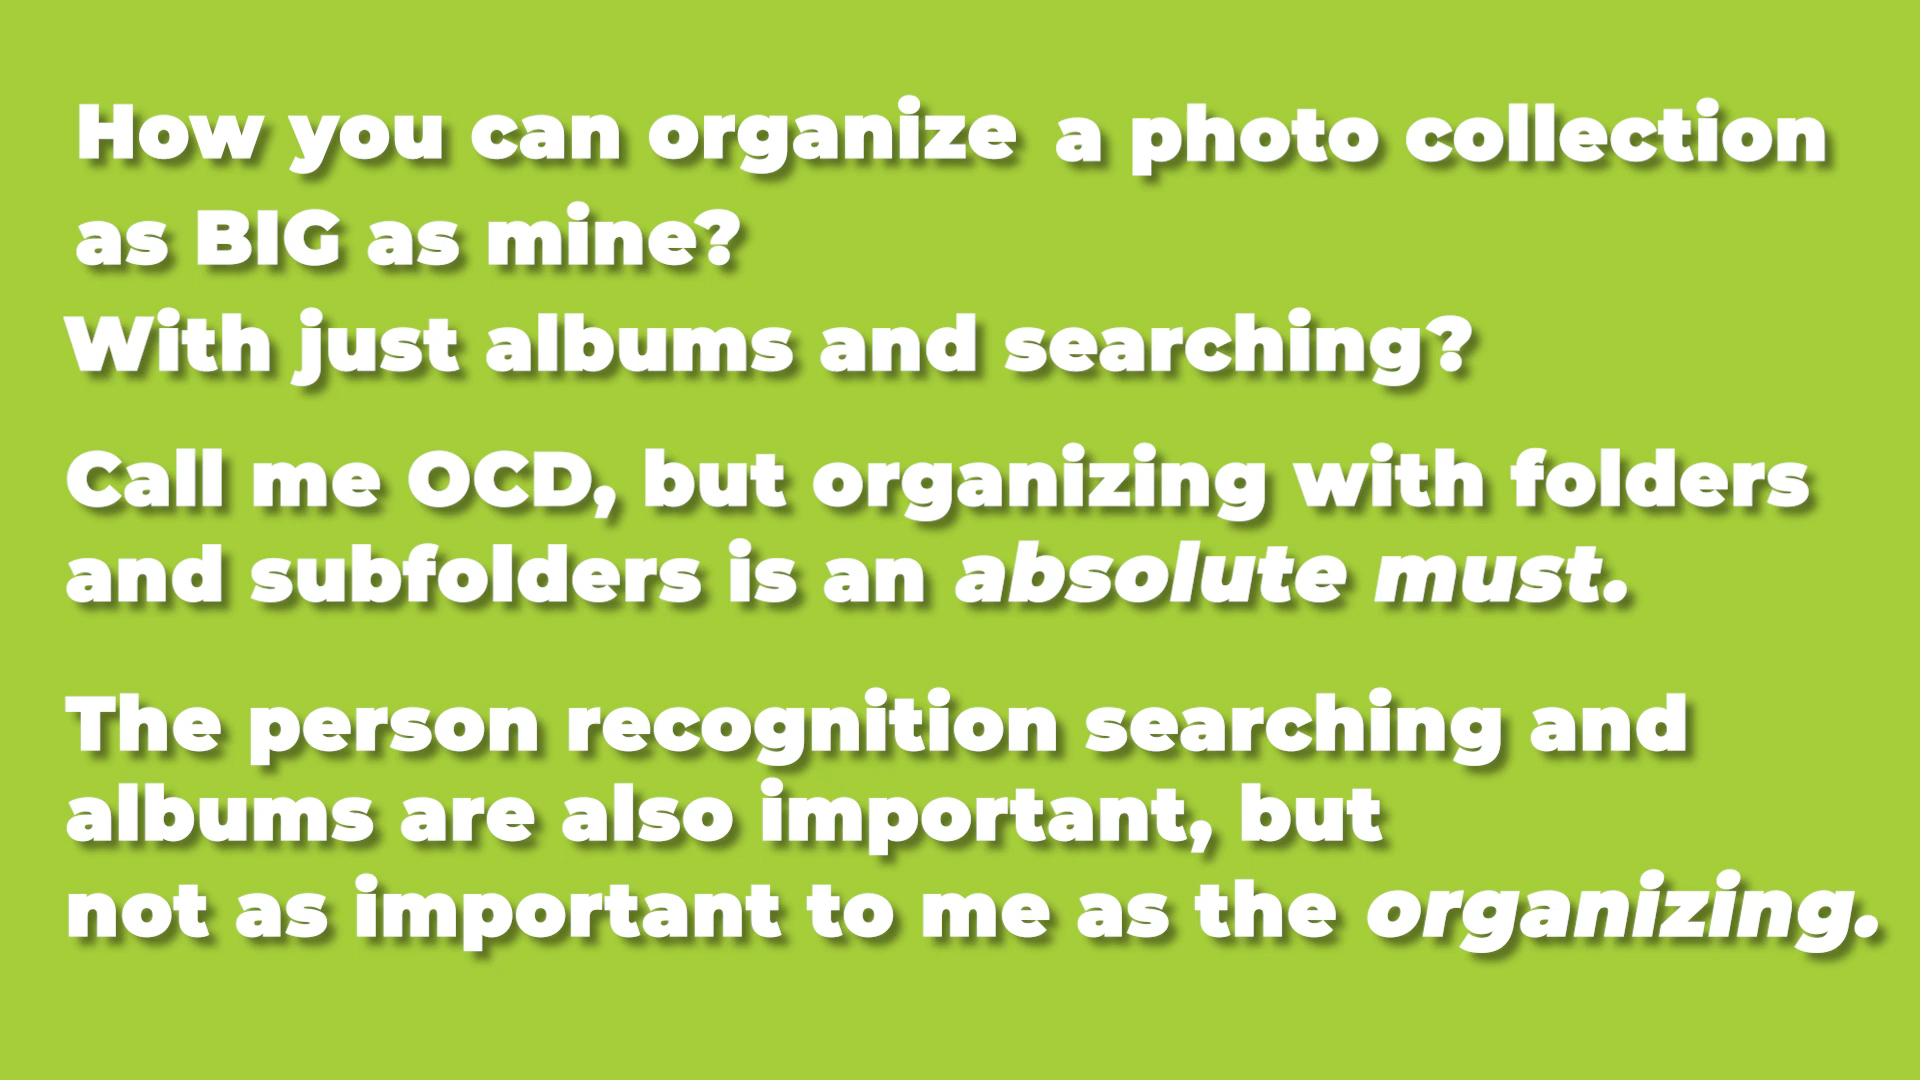 How you can organize a photo collection
as BIG as mine?
With just albums and searching?
Call me OCD, but organizing with folders
and subfolders is an absolute must.
The person recognition searching and
albums are also important, but
not as important to me as the organizing.